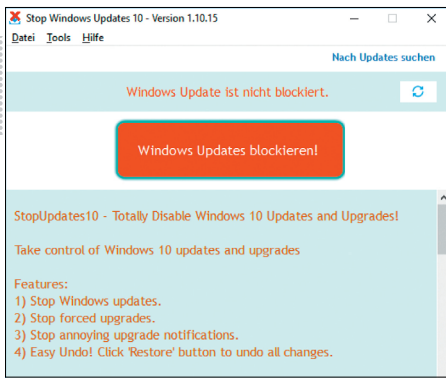 Stop Windows Updates 10 - Version 1.10.15
Datei Tools Hilfe
Nach Updates suchen
Windows Update ist nicht blockiert.
Windows Updates blockieren!
StopUpdates10 - Totally Disable Windows 10 Updates and Upgrades!
Take control of Windows 10 updates and upgrades
Features:
1) Stop Windows updates.
2) Stop forced upgrades.
3) Stop annoying upgrade notifications.
4) Easy Undo! Click 'Restore' button to undo all changes.